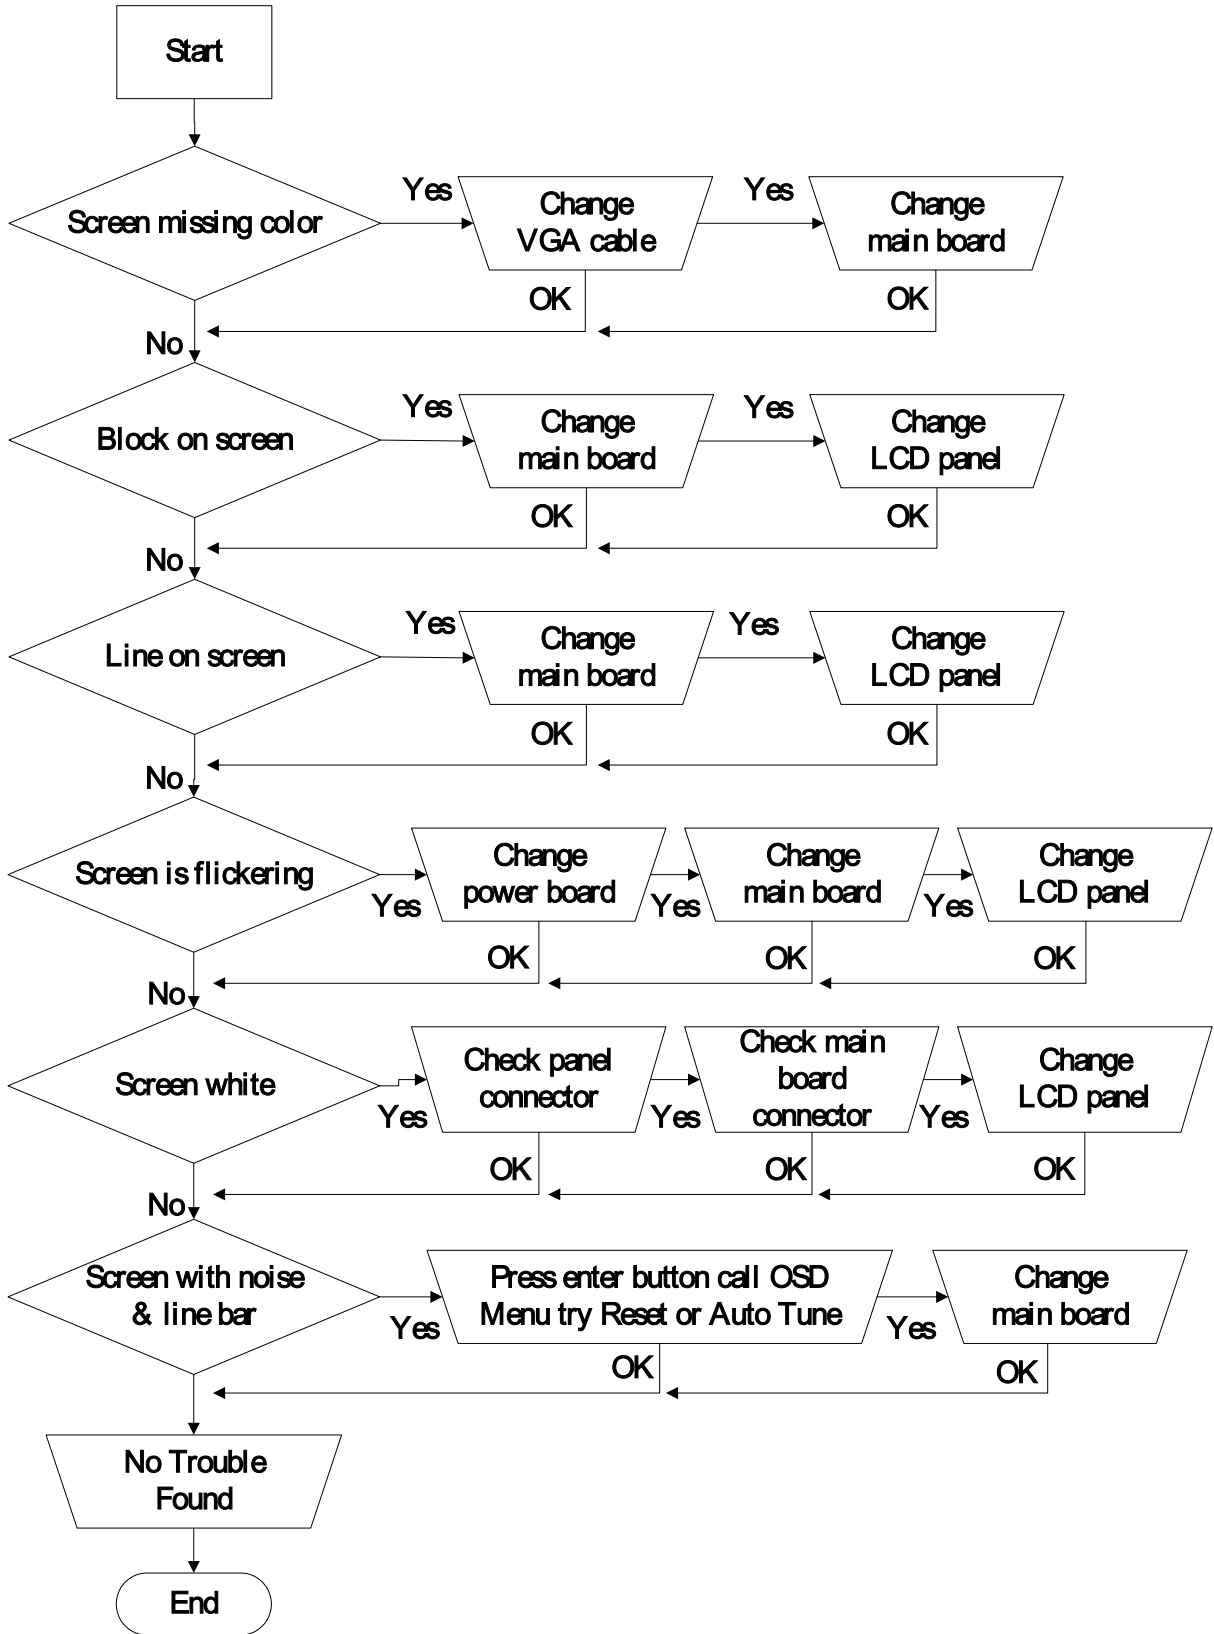 Start
Screen missing color
Yes
Change
VGA cable
Yes
Change
main board
OK
OK
No
Block on screen
Yes
Change
main board
Yes
Change
LCD panel
OK
OK
No
Line on screen
Yes
Change
main board
Yes
Change
LCD panel
OK
OK
No
Screen is flickering
Yes
Change
power board
Yes
Change
main board
Yes
Change
LCD panel
OK
OK
OK
No
Screen white
Yes
Check panel
connector
Yes
Check main
board
connector
Yes
Change
LCD panel
OK
OK
OK
No
Screen with noise
& line bar
Yes
Press enter button call OSD
Menu try Reset or Auto Tune
Yes
Change
main board
OK
OK
No Trouble
Found
End